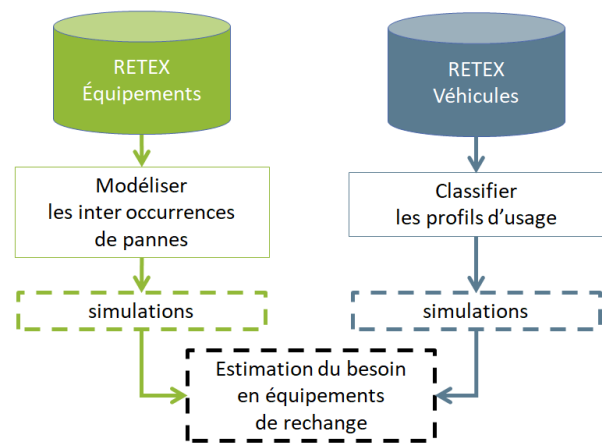 RETEX
Équipements
RETEX
Véhicules
Modéliser
les inter occurrences
de pannes
Classifier
les profils d'usage
simulations
simulations
Estimation du besoin
en équipements
de rechange